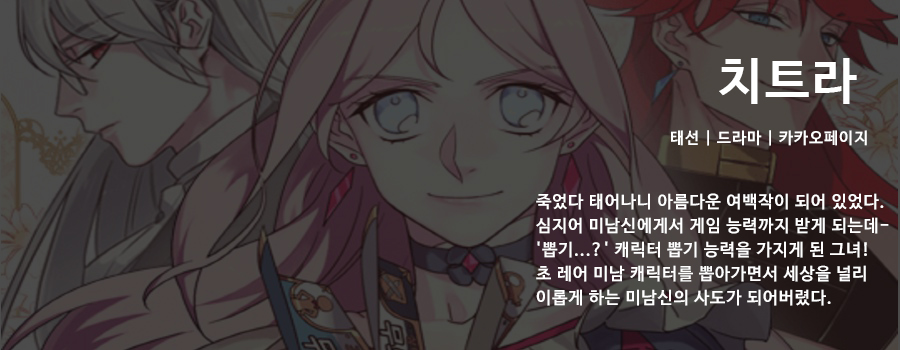 치트라
태선 | 드라마 | 카카오페이지
죽었다 태어나니 아름다운 여백작이 되어 있었다.
심지어 미남신에게서 게임 능력까지 받게 되는데-
'뽑기...?' 캐릭터 뽑기 능력을 가지게 된 그녀!
초 레어 미남 캐릭터를 뽑아가면서 세상을 널리
이롭게 하는 미남신의 사도가 되어버렸다.